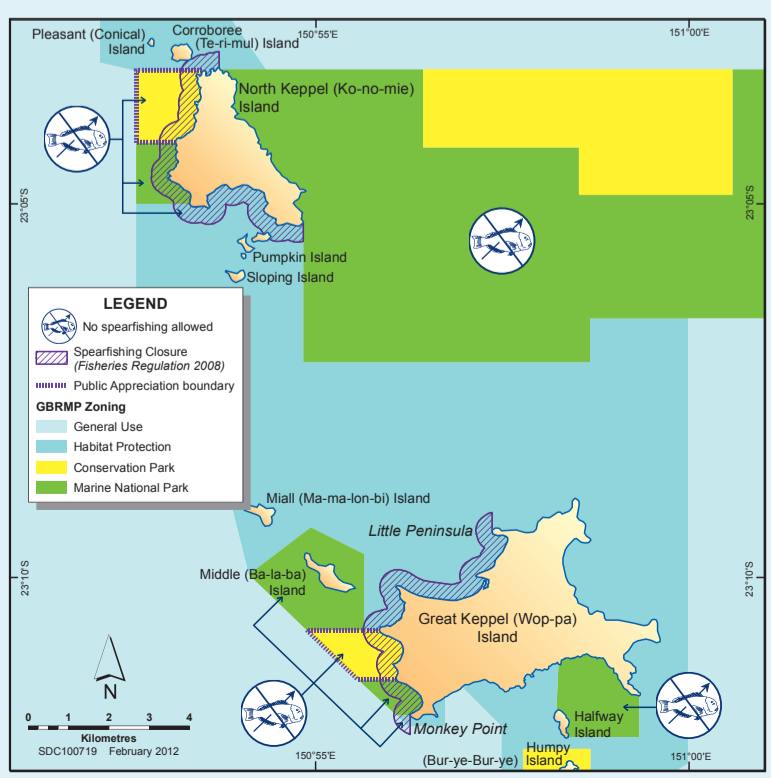 150°55'E
151°00'E
Pleasant (Conical)
Island
Corroboree
(Te-ri-mul) Island
North Keppel (Ko-no-mie)
Island
23°05'S
23°05'S
Pumpkin Island
Sloping Island
LEGEND
No spearfishing allowed
Spearfishing Closure
(Fisheries Regulation 2008)
Public Appreciation boundary
GBRMP Zoning
General Use
Habitat Protection
Conservation Park
Marine National Park
Miall (Ma-ma-lon-bi) Island
Little Peninsula
23°10'S
23°10'S
Middle (Ba-la-ba)
Island
Great Keppel (Wop-pa)
Island
N
0 1 2 3 4
Kilometres
SDC100719 February 2012
Monkey Point
Halfway
Island
Humpy
(Bur-ye-Bur-ye) Island
150°55'E
151°00'E